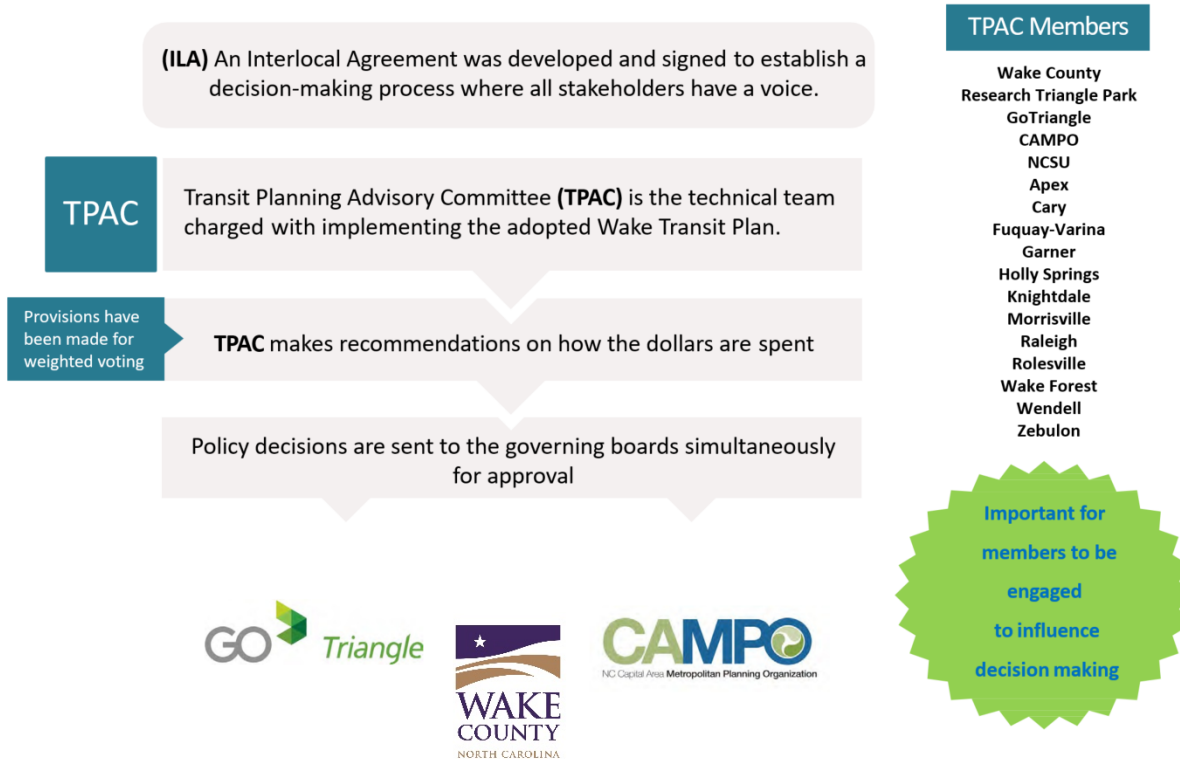 (ILA) An Interlocal Agreement was developed and signed to establish a
decision-making process where all stakeholders have a voice.
TPAC
Transit Planning Advisory Committee (TPAC) is the technical team
charged with implementing the adopted Wake Transit Plan.
Provisions have
been made for
weighted voting
TPAC makes recommendations on how the dollars are spent
Policy decisions are sent to the governing boards simultaneously
for approval
GO Triangle
WAKE
COUNTY
NORTH CAROLINA
CAMPO
NC Capital Area Metropolitan Planning Organization
TPAC Members
Wake County
Research Triangle Park
GoTriangle
CAMPO
NCSU
Apex
Cary
Fuquay-Varina
Garner
Holly Springs
Knightdale
Morrisville
Raleigh
Rolesville
Wake Forest
Wendell
Zebulon
Important for
members to be
engaged
to influence
decision making